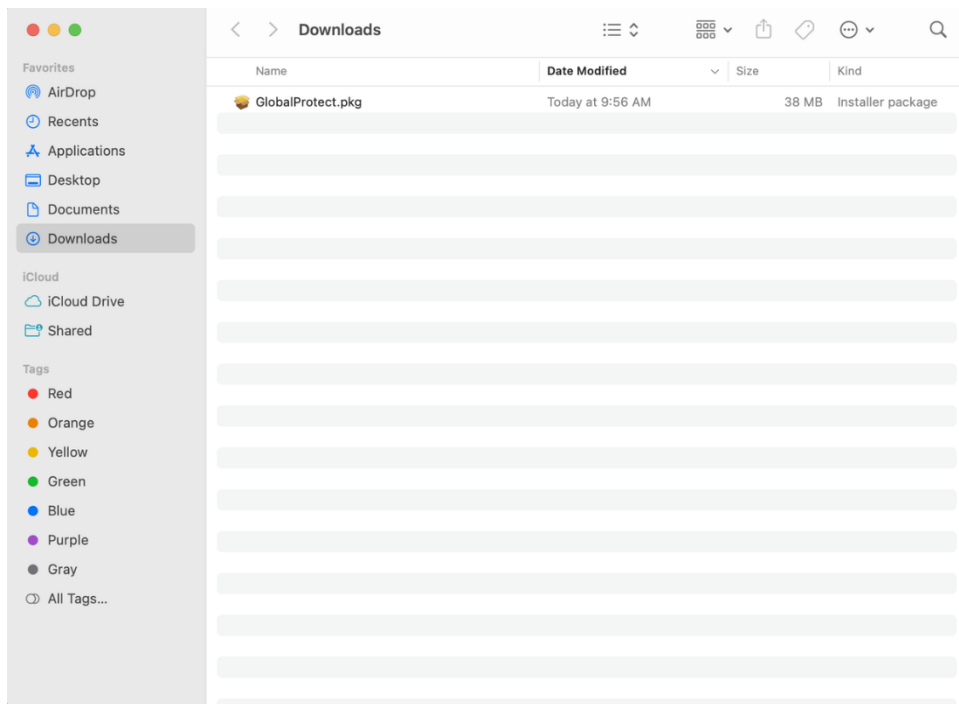 Downloads
Favorites
AirDrop
Recents
Applications
Desktop
Documents
Downloads
iCloud
iCloud Drive
Shared
Tags
Red
Orange
Yellow
Green
Blue
Purple
Gray
All Tags...
Name Date Modified Size Kind
GlobalProtect.pkg Today at 9:56 AM 38 MB Installer package